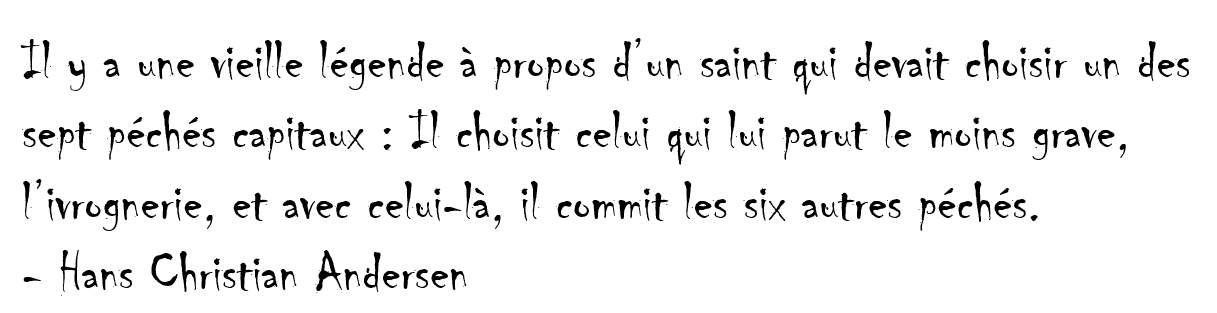 Il y a une vieille légende à propos d'un saint qui devait choisir un des
sept péchés capitaux : Il choisit celui qui lui parut le moins grave,
l'ivrognerie, et avec celui-là, il commit les six autres péchés.
- Hans Christian Andersen